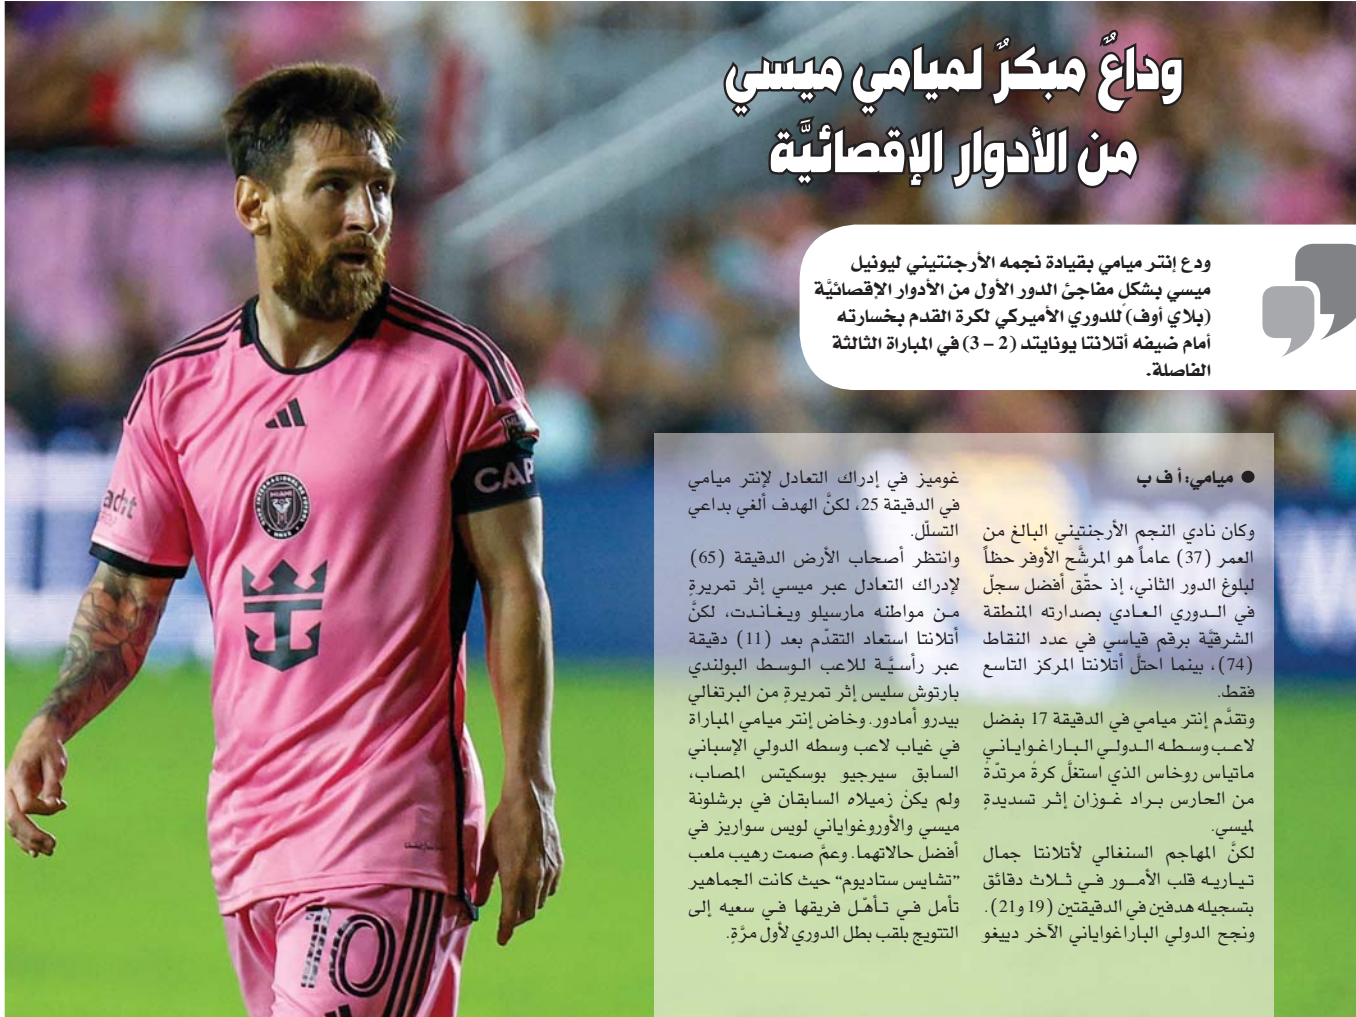 وداعٌ مبكرٌ لميامي ميسي
من الأدوار الإقصائيَّة
ودع إنتر ميامي بقيادة نجمه الأرجنتيني ليونيل
ميسي بشكلٍ مفاجئ الدور الأول من الأدوار الإقصائيَّة
(بلاي أوف) للدوري الأميركي لكرة القدم بخسارته
أمام ضيفه أتلانتا يونايتد (2 – 3) في المباراة الثالثة
الفاصلة.
● ميامي: أ ف ب
وكان نادي النجم الأرجنتيني البالغ من
العمر (37) عاماً هو المرشَّح الأوفر حظاً
لبلوغ الدور الثاني، إذ حقّق أفضل سجلّ
في الــدوري العـادي بصدارته المنطقة
الشرقيَّة برقم قياسي في عدد النقاط
(74)، بينما احتلَّ أتلانتا المركز التاسع
فقط.
وتقدَّم إنتر ميامي في الدقيقة 17 بفضل
لاعب وسطه الدولي الباراغواياني
ماتياس روخاس الذي استغلَّ كرةً مرتدّة
من الحارس براد غوزان إثر تسديدةٍ
لميسي.
لكنَّ المهاجم السنغالي لأتلانتا جمال
تياريه قلب الأمـور في ثلاث دقائق
بتسجيله هدفين في الدقيقتين (19 و21).
ونجح الدولي الباراغواياني الآخر دييغو
غوميز في إدراك التعادل لإنتر ميامي
في الدقيقة 25، لكنَّ الهدف ألغي بداعي
التسلّل.
وانتظر أصحاب الأرض الدقيقة (65)
لإدراك التعادل عبر ميسي إثر تمريرةٍ
من مواطنه مارسيلو ويغاندت، لكنَّ
أتلانتا استعاد التقدّم بعد (11) دقيقة
عبر رأسيَّة للاعب الوسط البولندي
بارتوش سليس إثر تمريرةٍ من البرتغالي
بيدرو أمادور. وخاض إنتر ميامي المباراة
في غياب لاعب وسطه الدولي الإسباني
السابق سيرجيو بوسكيتس المصاب،
ولم يكنْ زميلاه السابقان في برشلونة
ميسي والأوروغواياني لويس سواريز في
أفضل حالاتهما. وعمَّ صمت رهيب ملعب
”تشايس ستاديوم“ حيث كانت الجماهير
تأمل في تأهّل فريقها في سعيه إلى
التتويج بلقب بطل الدوري لأول مرَّةٍ.
CAP
MIAMI
10